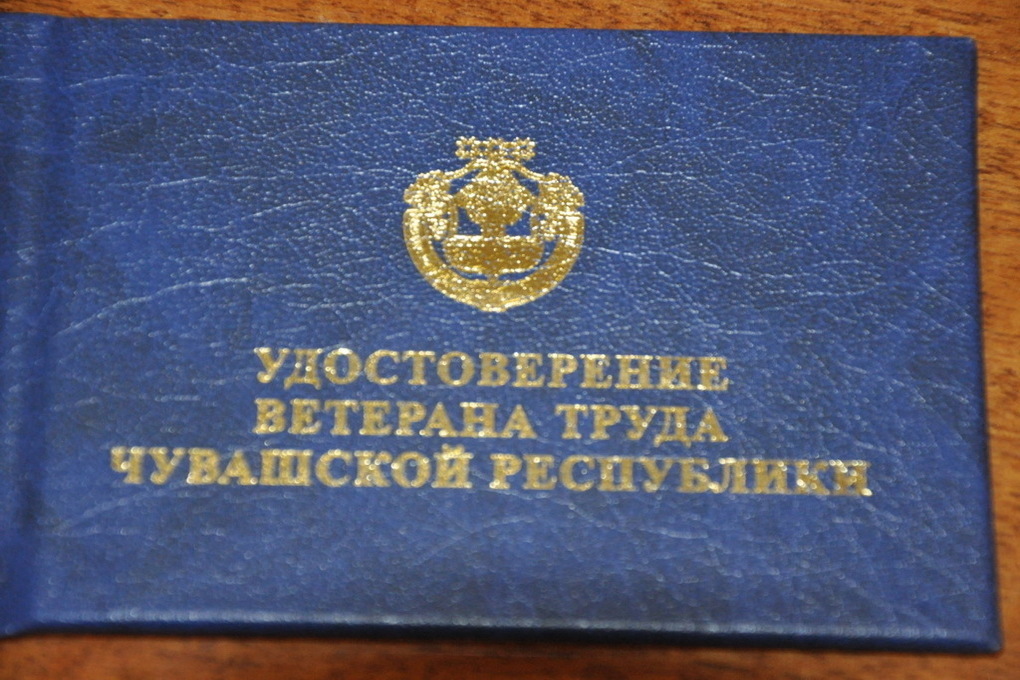 УДОСТОВЕРЕНИЕ
ВЕТЕРАНА ТРУДА
ЧУВАШСКОЙ РЕСПУБЛИКИ